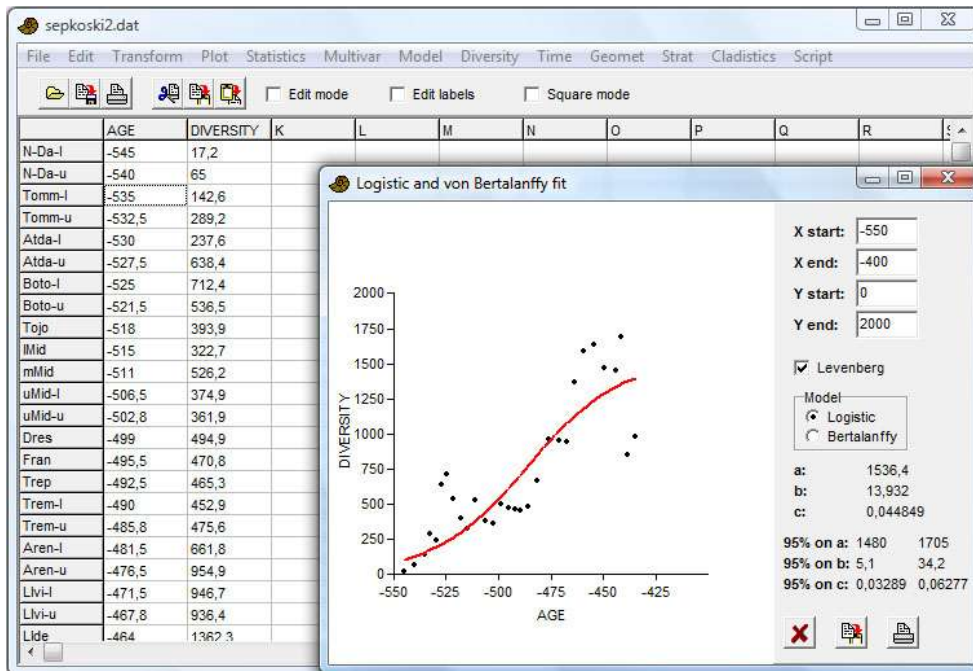 sepkoski2.dat
File Edit Transform Plot Statistics Multivar Model Diversity Time Geomet Strat Cladistics Script
Edit mode Edit labels Square mode
AGE DIVERSITY K L M N O P Q R
N-Da-l -545 17,2
N-Da-u -540 65
Tomm-l -535 142,6
Tomm-u -532,5 289,2
Atda-l -530 237,6
Atda-u -527,5 638,4
Boto-l -525 712,4
Boto-u -521,5 536,5
Tojo -518 393,9
lMid -515 322,7
mMid -511 526,2
uMid-l -506,5 374,9
uMid-u -502,8 361,9
Dres -499 494,9
Fran -495,5 470,8
Trep -492,5 465,3
Trem-l -490 452,9
Trem-u -485,8 475,6
Aren-l -481,5 661,8
Aren-u -476,5 954,9
Llvi-l -471,5 946,7
Llvi-u -467,8 936,4
Llde -464 1362,3
Logistic and von Bertalanffy fit
2000
1750
1500
1250
1000
750
500
250
0
DIVERSITY
-550 -525 -500 -475 -450 -425
AGE
X start: -550
X end: -400
Y start: 0
Y end: 2000
Levenberg
Model
Logistic
Bertalanffy
a: 1536,4
b: 13,932
c: 0,044849
95% on a: 1480 1705
95% on b: 5,1 34,2
95% on c: 0,03289 0,06277